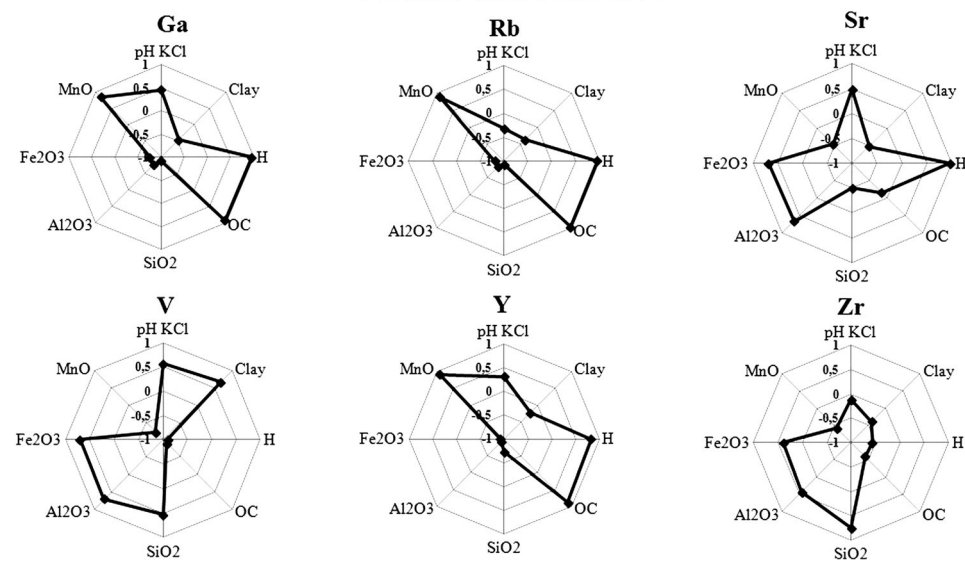 Ga
pH KCl
1
0,5
0
-0,5
-1
Clay
H
OC
SiO2
Al2O3
Fe2O3
MnO
Rb
pH KCl
1
0,5
0
-0,5
-1
Clay
H
OC
SiO2
Al2O3
Fe2O3
MnO
Sr
pH KCl
1
0,5
0
-0,5
-1
Clay
H
OC
SiO2
Al2O3
Fe2O3
MnO
V
pH KCl
1
0,5
0
-0,5
-1
Clay
H
OC
SiO2
Al2O3
Fe2O3
MnO
Y
pH KCl
1
0,5
0
-0,5
-1
Clay
H
OC
SiO2
Al2O3
Fe2O3
MnO
Zr
pH KCl
1
0,5
0
-0,5
-1
Clay
H
OC
SiO2
Al2O3
Fe2O3
MnO